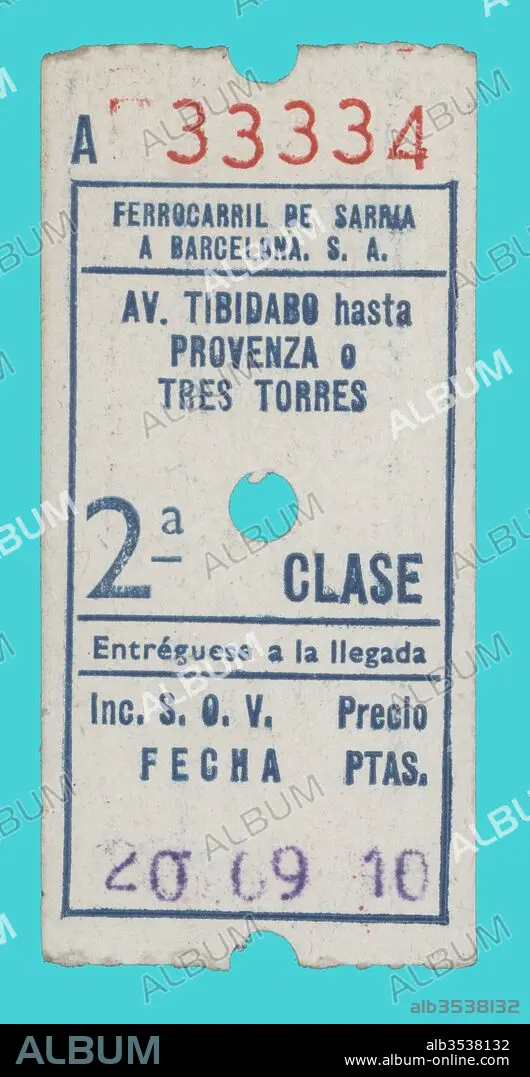 A 33334
FERROCARRIL DE SARRIA
A BARCELONA. S. A.
AV. TIBIDABO hasta
PROVENZA o
TRES TORRES
2ª CLASE
Entréguese a la llegada
Inc. S. O. V. Precio
FECHA PTAS.
20 09 10
alb3538132
ALBUM
alb3538132
www.album-online.com